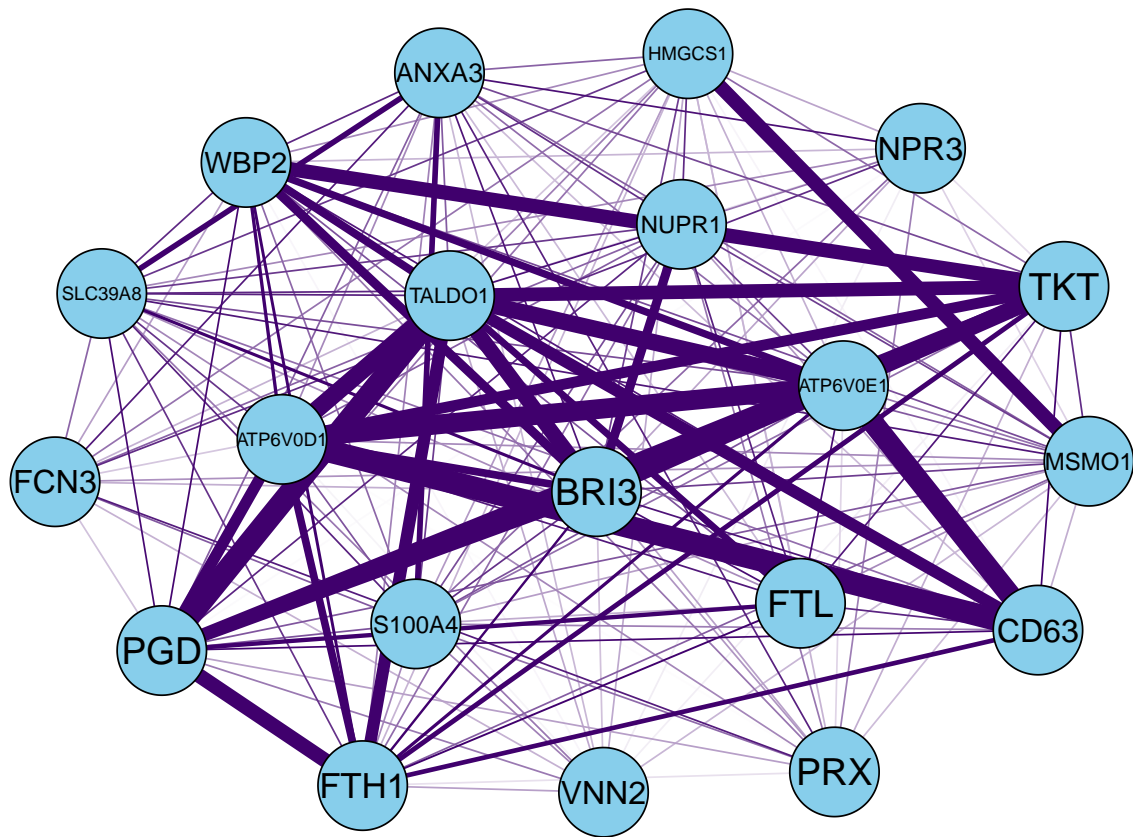 HMGCS1
ANXA3
NPR3
WBP2
NUPR1
TKT
SLC39A8
TALDO1
ATP6V0E1
ATP6V0D1
MSMO1
FCN3
BRI3
FTL
S100A4
CD63
PGD
PRX
FTH1
VNN2